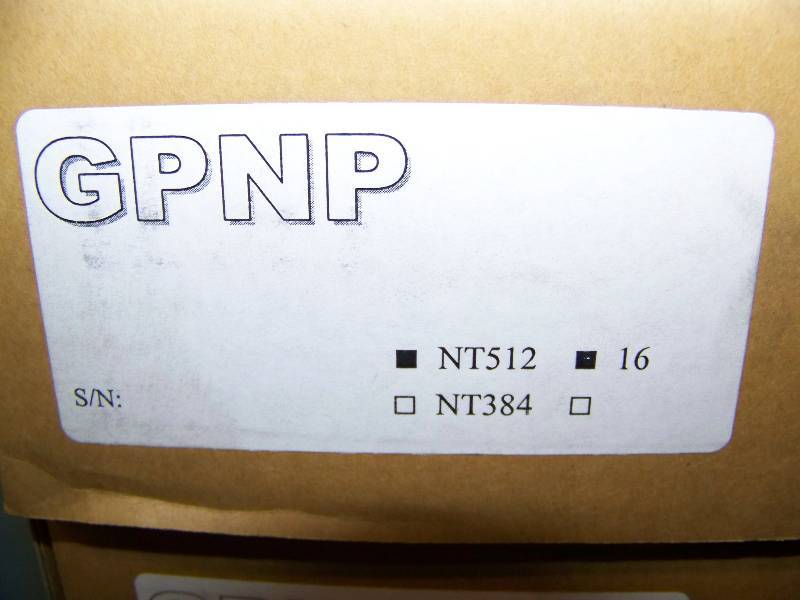 GPNP
■ NT512 ■ 16
S/N: □ NT384 □